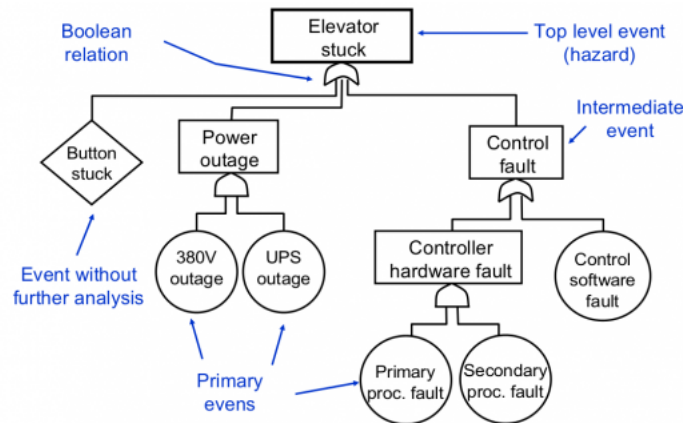 Boolean
relation
Elevator
stuck
Top level event
(hazard)
Intermediate
event
Button
stuck
Power
outage
Control
fault
380V
outage
UPS
outage
Controller
hardware fault
Control
software
fault
Event without
further analysis
Primary
evens
Primary
proc. fault
Secondary
proc. fault